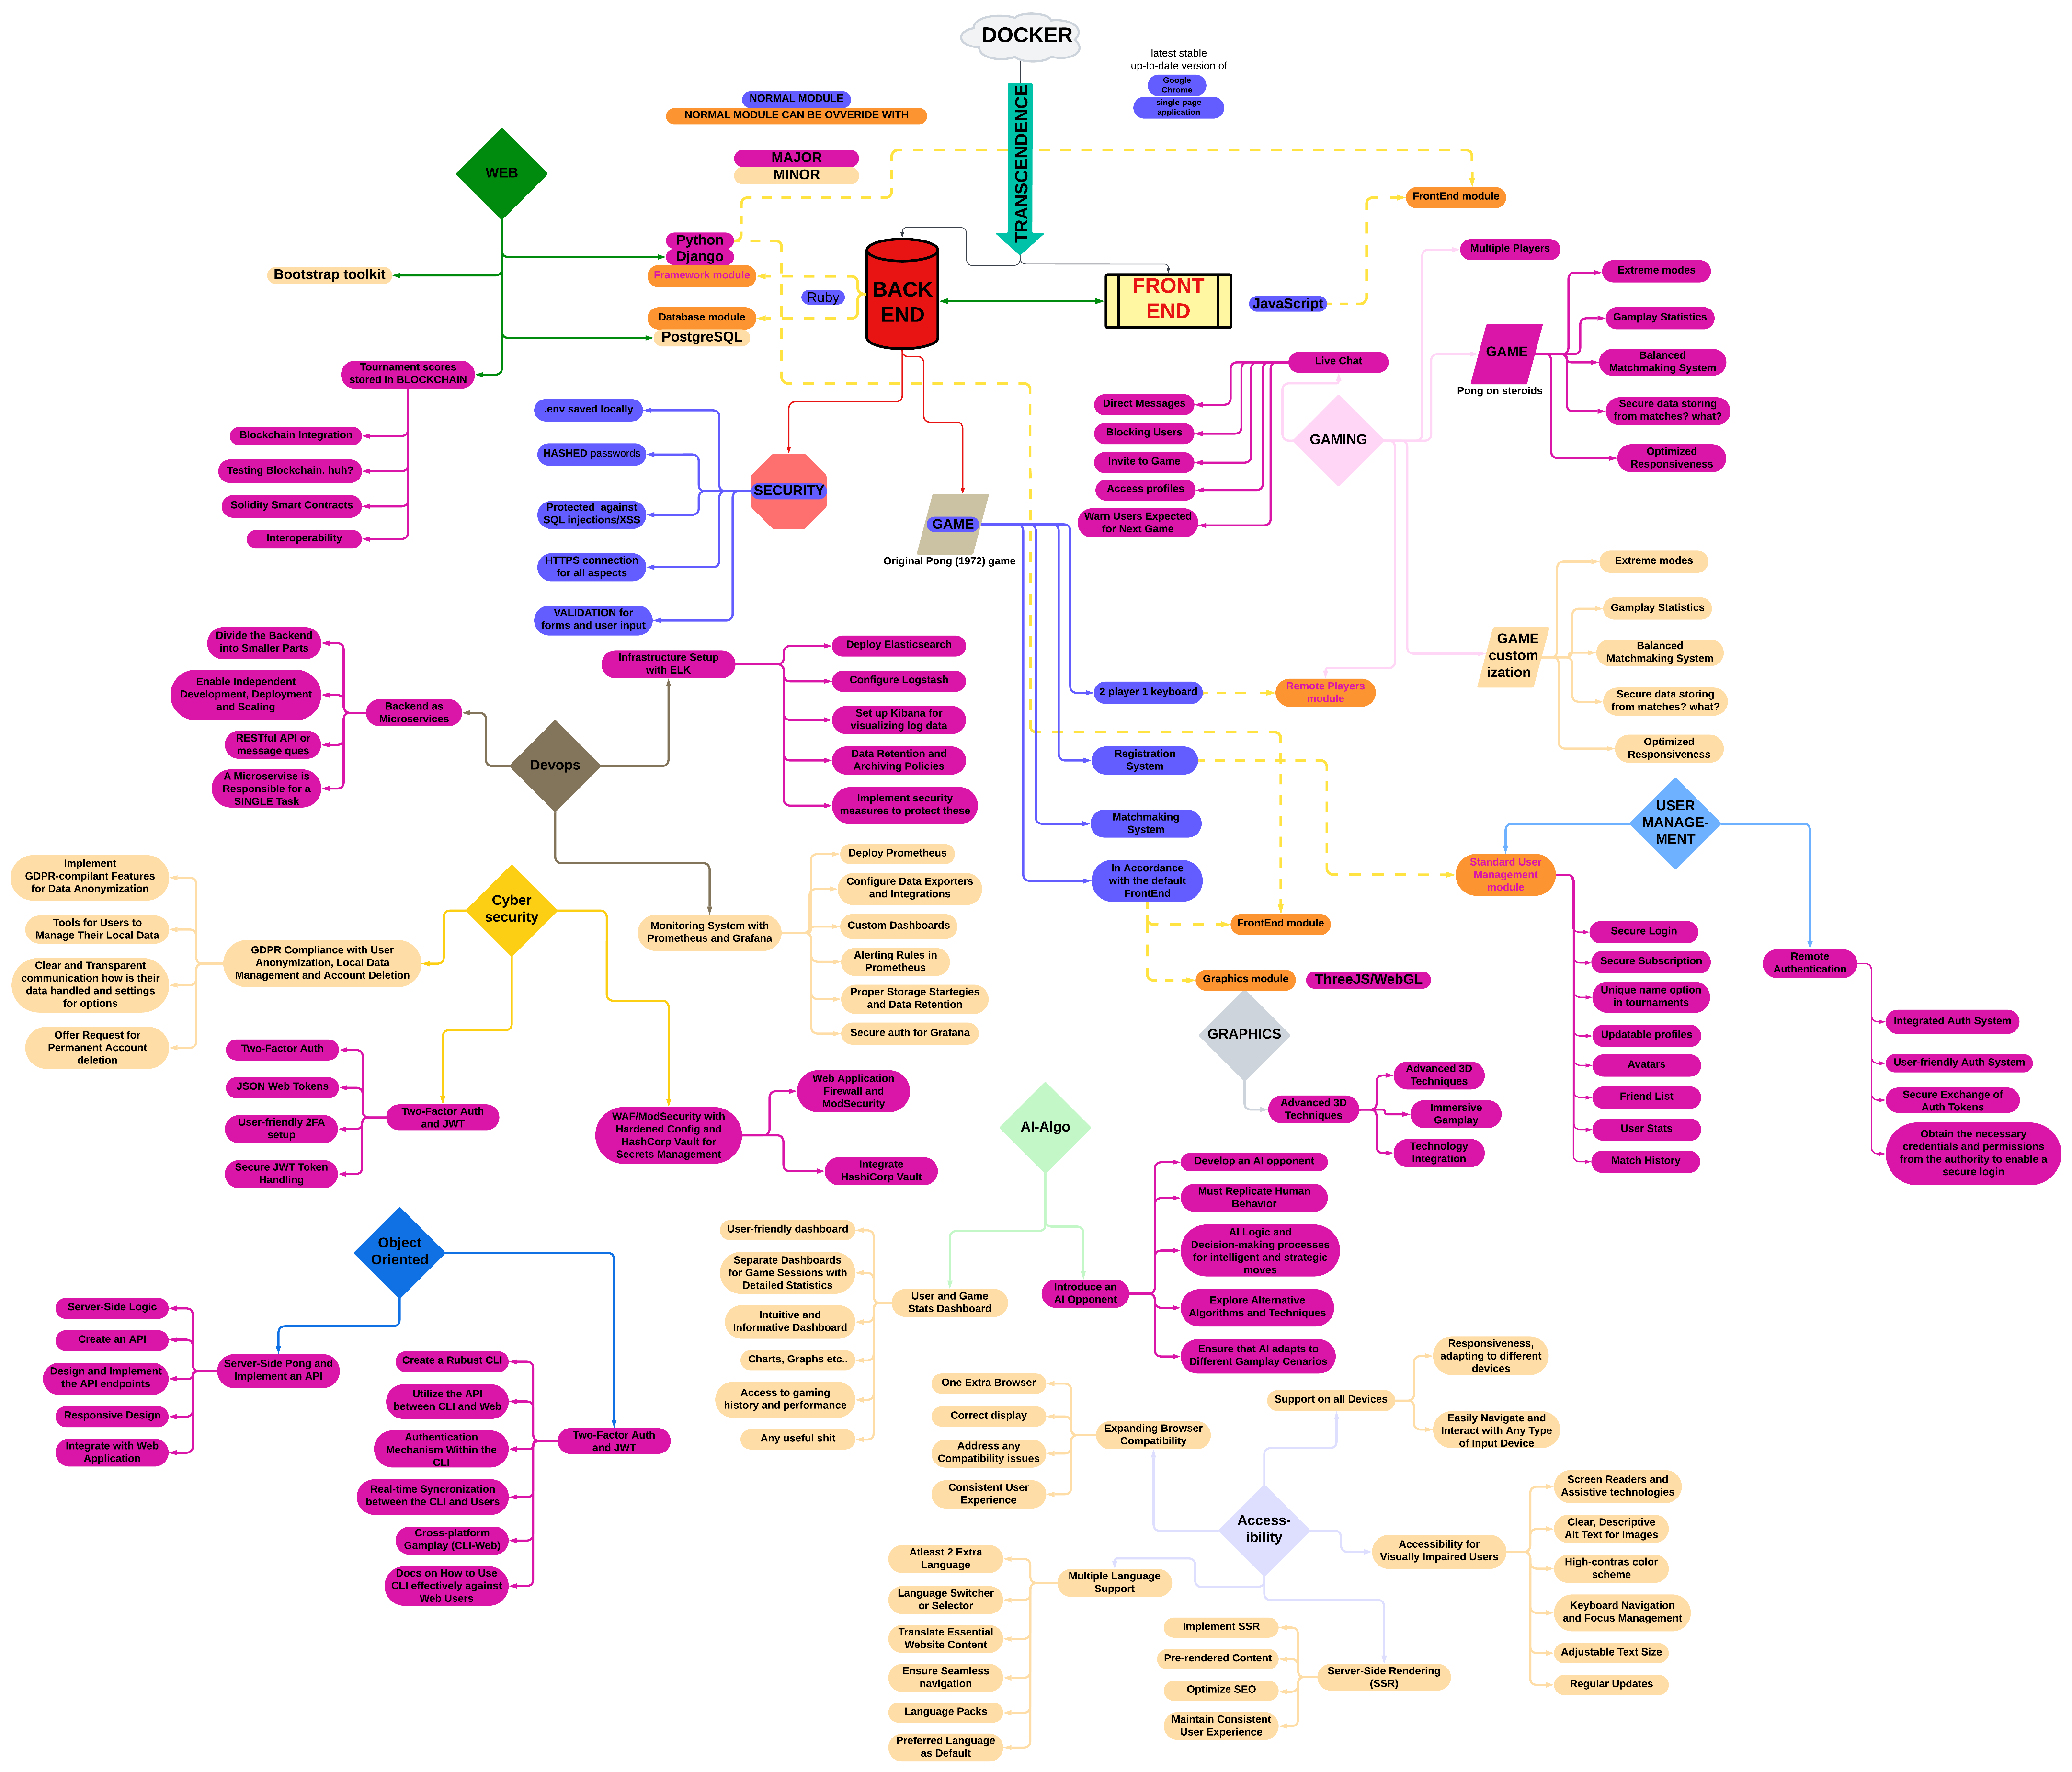 DOCKER
latest stable
up-to-date version of
Google
Chrome
single-page
application
TRANSCENDENCE
NORMAL MODULE
NORMAL MODULE CAN BE OVVERIDE WITH
MAJOR
MINOR
WEB
Bootstrap toolkit
Python
Django
Framework module
Ruby
Database module
PostgreSQL
BACK
END
FRONT
END
JavaScript
FrontEnd module
Tournament scores
stored in BLOCKCHAIN
Blockchain Integration
Testing Blockchain. huh?
Solidity Smart Contracts
Interoperability
.env saved locally
HASHED passwords
Protected against
SQL injections/XSS
HTTPS connection
for all aspects
VALIDATION for
forms and user input
SECURITY
GAME
Original Pong (1972) game
Live Chat
Direct Messages
Blocking Users
Invite to Game
Access profiles
Warn Users Expected
for Next Game
GAMING
Multiple Players
GAME
Pong on steroids
Extreme modes
Gamplay Statistics
Balanced
Matchmaking System
Secure data storing
from matches? what?
Optimized
Responsiveness
GAME
custom
ization
Extreme modes
Gamplay Statistics
Balanced
Matchmaking System
Secure data storing
from matches? what?
Optimized
Responsiveness
2 player 1 keyboard
Remote Players
module
Registration
System
Matchmaking
System
In Accordance
with the default
FrontEnd
FrontEnd module
Graphics module
ThreeJS/WebGL
GRAPHICS
Advanced 3D
Techniques
Advanced 3D
Techniques
Immersive
Gamplay
Technology
Integration
USER
MANAGE-
MENT
Standard User
Management
module
Secure Login
Secure Subscription
Unique name option
in tournaments
Updatable profiles
Avatars
Friend List
User Stats
Match History
Remote
Authentication
Integrated Auth System
User-friendly Auth System
Secure Exchange of
Auth Tokens
Obtain the necessary
credentials and permissions
from the authority to enable a
secure login
Divide the Backend
into Smaller Parts
Enable Independent
Development, Deployment
and Scaling
RESTful API or
message ques
A Microservise is
Responsible for a
SINGLE Task
Backend as
Microservices
Devops
Infrastructure Setup
with ELK
Deploy Elasticsearch
Configure Logstash
Set up Kibana for
visualizing log data
Data Retention and
Archiving Policies
Implement security
measures to protect these
Monitoring System with
Prometheus and Grafana
Deploy Prometheus
Configure Data Exporters
and Integrations
Custom Dashboards
Alerting Rules in
Prometheus
Proper Storage Startegies
and Data Retention
Secure auth for Grafana
Cyber
security
GDPR Compliance with User
Anonymization, Local Data
Management and Account Deletion
Implement
GDPR-compilant Features
for Data Anonymization
Tools for Users to
Manage Their Local Data
Clear and Transparent
communication how is their
data handled and settings
for options
Offer Request for
Permanent Account
deletion
Two-Factor Auth
JSON Web Tokens
User-friendly 2FA
setup
Secure JWT Token
Handling
Two-Factor Auth
and JWT
WAF/ModSecurity with
Hardened Config and
HashCorp Vault for
Secrets Management
Web Application
Firewall and
ModSecurity
Integrate
HashiCorp Vault
AI-Algo
User and Game
Stats Dashboard
User-friendly dashboard
Separate Dashboards
for Game Sessions with
Detailed Statistics
Intuitive and
Informative Dashboard
Charts, Graphs etc..
Access to gaming
history and performance
Any useful shit
Introduce an
AI Opponent
Develop an AI opponent
Must Replicate Human
Behavior
AI Logic and
Decision-making processes
for intelligent and strategic
moves
Explore Alternative
Algorithms and Techniques
Ensure that AI adapts to
Different Gamplay Cenarios
Object
Oriented
Server-Side Logic
Create an API
Design and Implement
the API endpoints
Responsive Design
Integrate with Web
Application
Server-Side Pong and
Implement an API
Create a Rubust CLI
Utilize the API
between CLI and Web
Authentication
Mechanism Within the
CLI
Real-time Syncronization
between the CLI and Users
Cross-platform
Gamplay (CLI-Web)
Docs on How to Use
CLI effectively against
Web Users
Two-Factor Auth
and JWT
Access-
ibility
Expanding Browser
Compatibility
One Extra Browser
Correct display
Address any
Compatibility issues
Consistent User
Experience
Support on all Devices
Responsiveness,
adapting to different
devices
Easily Navigate and
Interact with Any Type
of Input Device
Accessibility for
Visually Impaired Users
Screen Readers and
Assistive technologies
Clear, Descriptive
Alt Text for Images
High-contras color
scheme
Keyboard Navigation
and Focus Management
Adjustable Text Size
Regular Updates
Multiple Language
Support
Atleast 2 Extra
Language
Language Switcher
or Selector
Translate Essential
Website Content
Ensure Seamless
navigation
Language Packs
Preferred Language
as Default
Server-Side Rendering
(SSR)
Implement SSR
Pre-rendered Content
Optimize SEO
Maintain Consistent
User Experience